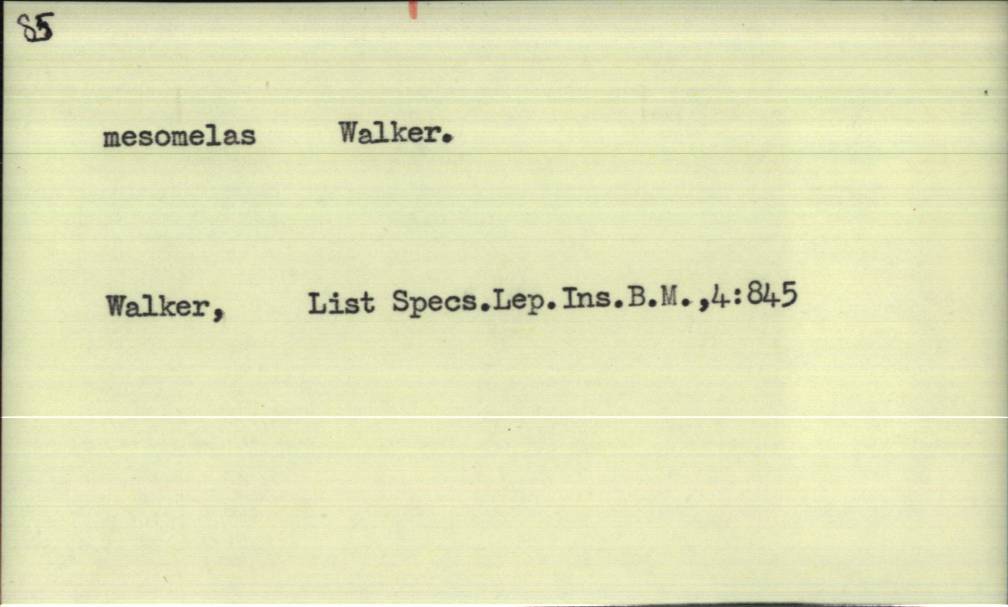 85
mesomelas Walker.
Walker, List Specs.Lep.Ins.B.M.,4:845